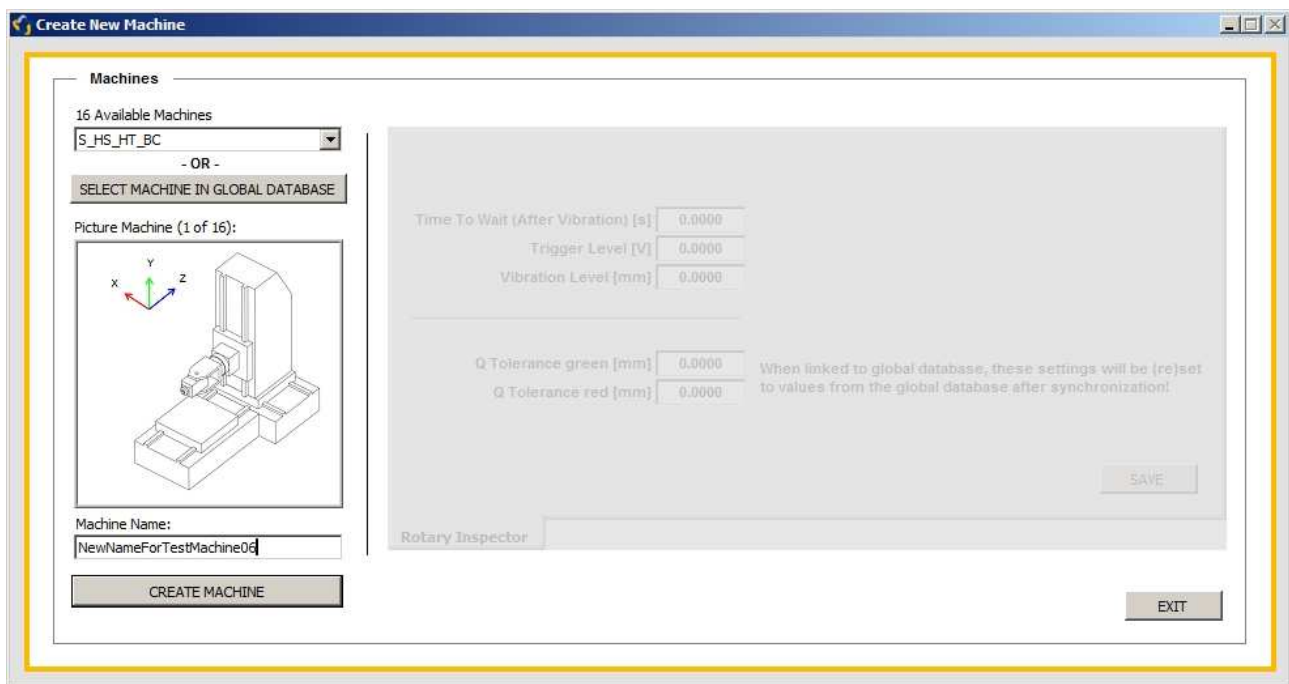 Create New Machine
Machines
16 Available Machines
S_HS_HT_BC
- OR -
SELECT MACHINE IN GLOBAL DATABASE
Picture Machine (1 of 16):
Y
X
Z
Machine Name:
NewNameForTestMachine06
CREATE MACHINE
Time To Wait (After Vibration) [s] 0.0000
Trigger Level [V] 0.0000
Vibration Level [mm] 0.0000
Q Tolerance green [mm] 0.0000
Q Tolerance red [mm] 0.0000
When linked to global database, these settings will be (re)set
to values from the global database after synchronization!
SAVE
Rotary Inspector
EXIT